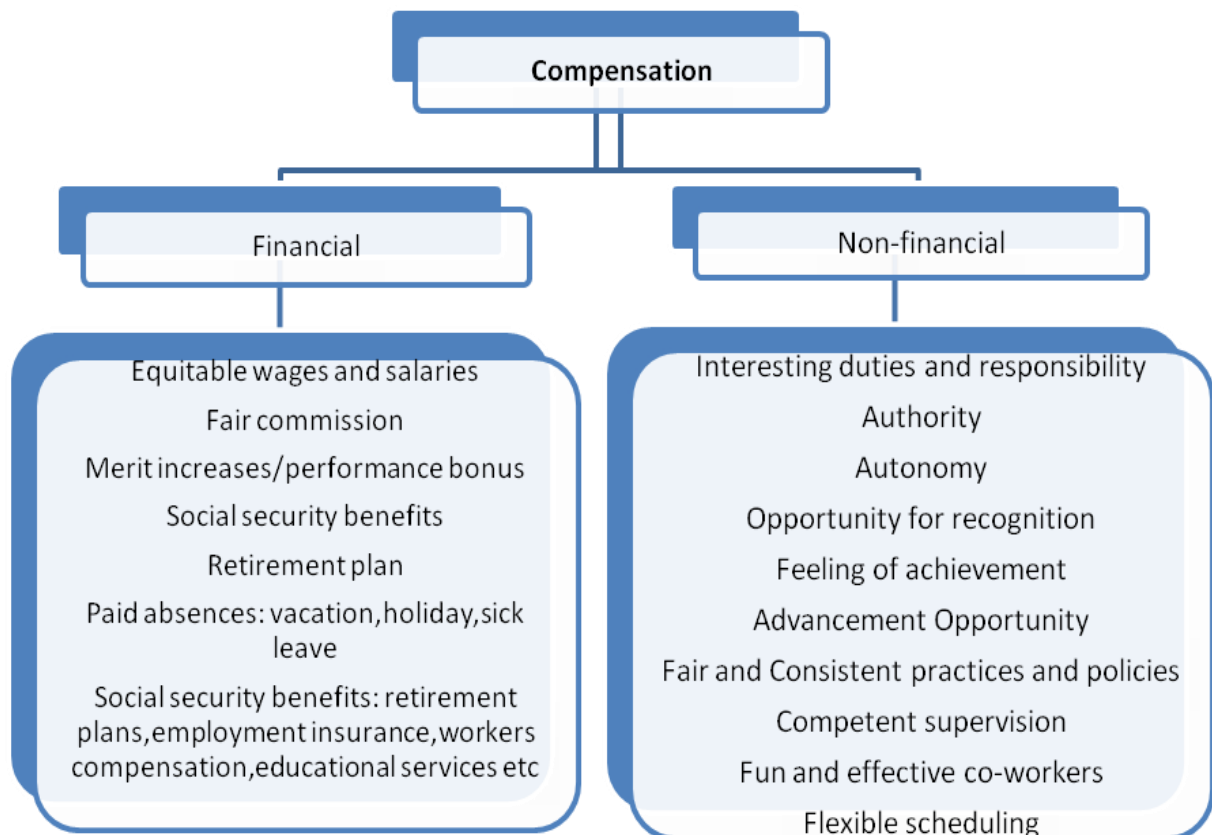 Compensation
Financial
Non-financial
Equitable wages and salaries
Fair commission
Merit increases/performance bonus
Social security benefits
Retirement plan
Paid absences: vacation,holiday,sick
leave
Social security benefits: retirement
plans,employment insurance,workers
compensation,educational services etc
Interesting duties and responsibility
Authority
Autonomy
Opportunity for recognition
Feeling of achievement
Advancement Opportunity
Fair and Consistent practices and policies
Competent supervision
Fun and effective co-workers
Flexible scheduling